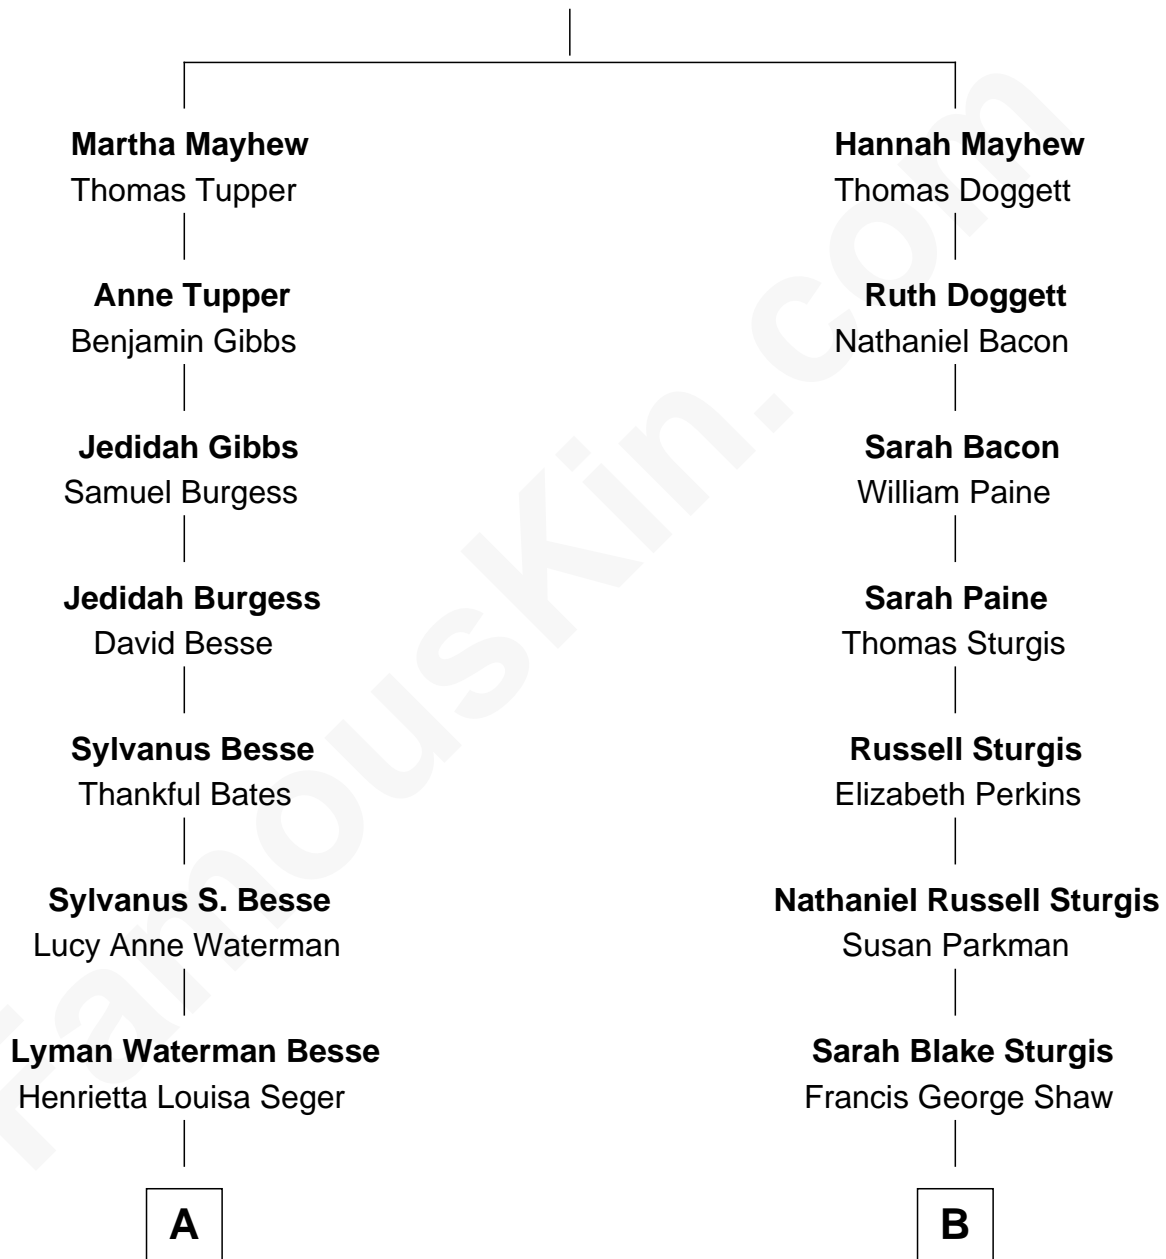 Martha Mayhew
Thomas Tupper
Hannah Mayhew
Thomas Doggett
Anne Tupper
Benjamin Gibbs
Ruth Doggett
Nathaniel Bacon
Jedidah Gibbs
Samuel Burgess
Sarah Bacon
William Paine
Jedidah Burgess
David Besse
Sarah Paine
Thomas Sturgis
Sylvanus Besse
Thankful Bates
Russell Sturgis
Elizabeth Perkins
Sylvanus S. Besse
Lucy Anne Waterman
Nathaniel Russell Sturgis
Susan Parkman
Lyman Waterman Besse
Henrietta Louisa Seger
Sarah Blake Sturgis
Francis George Shaw
A
B
FamousKin.com